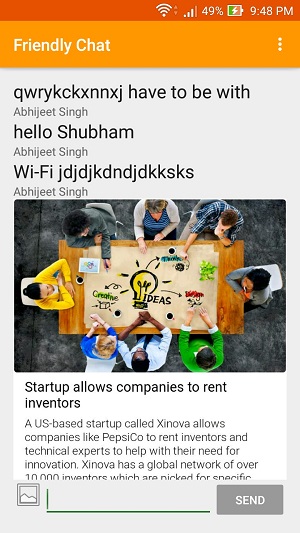 49% 9:48 PM
Friendly Chat
qwrykckxnnxj have to be with
Abhijeet Singh
hello Shubham
Abhijeet Singh
Wi-Fi jdjdjkdndjdkksks
Abhijeet Singh
Creative
IDEAS
Design
Startup allows companies to rent
inventors
A US-based startup called Xinova allows
companies like PepsiCo to rent inventors and
technical experts to help with their need for
innovation. Xinova has a global network of over
10,000 inventors which are picked for specific
SEND